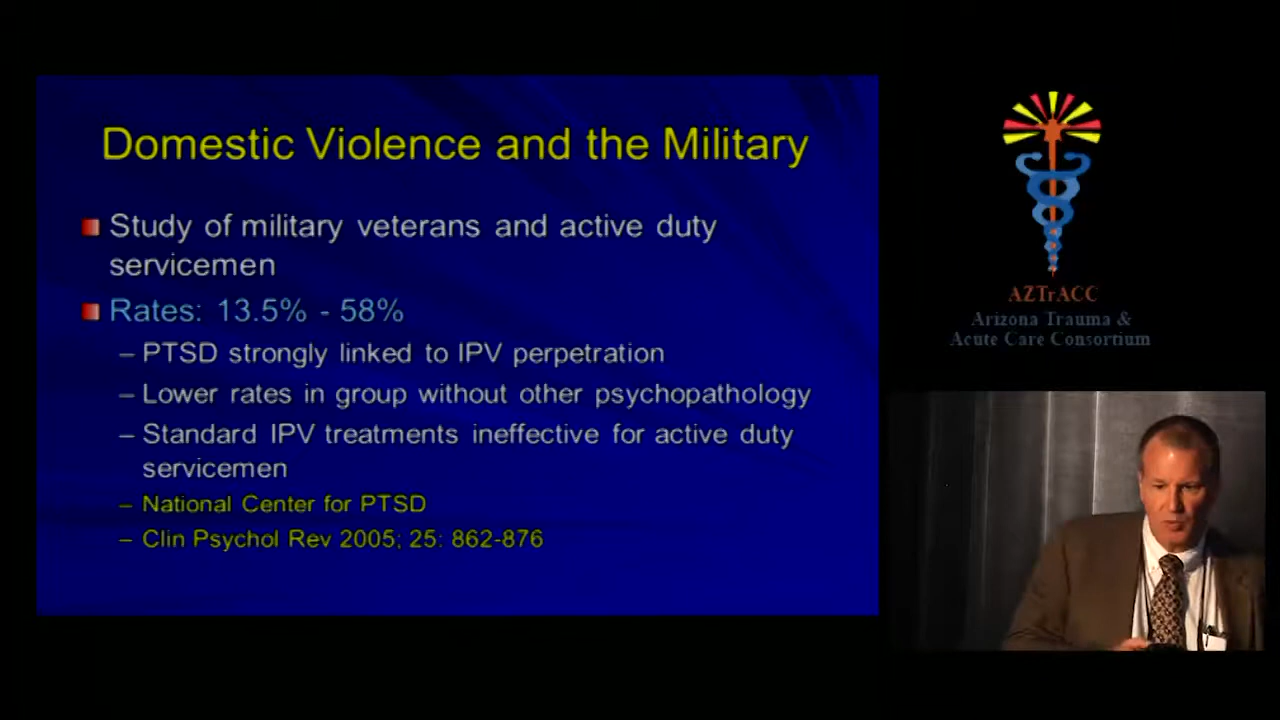 Domestic Violence and the Military
Study of military veterans and active duty
servicemen
Rates: 13.5% - 58%
– PTSD strongly linked to IPV perpetration
– Lower rates in group without other psychopathology
– Standard IPV treatments ineffective for active duty
servicemen
– National Center for PTSD
– Clin Psychol Rev 2005; 25: 862-876
AZTrACC
Arizona Trauma &
Acute Care Consortium